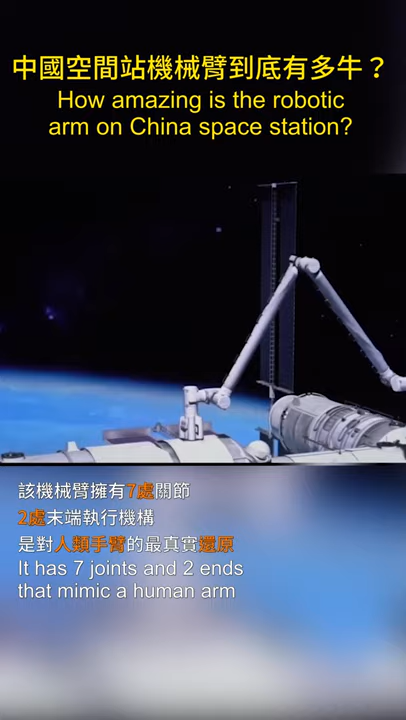 中國空間站機械臂到底有多牛？
How amazing is the robotic
arm on China space station?
該機械臂擁有7處關節
2處末端執行機構
是對人類手臂的最真實還原
It has 7 joints and 2 ends
that mimic a human arm